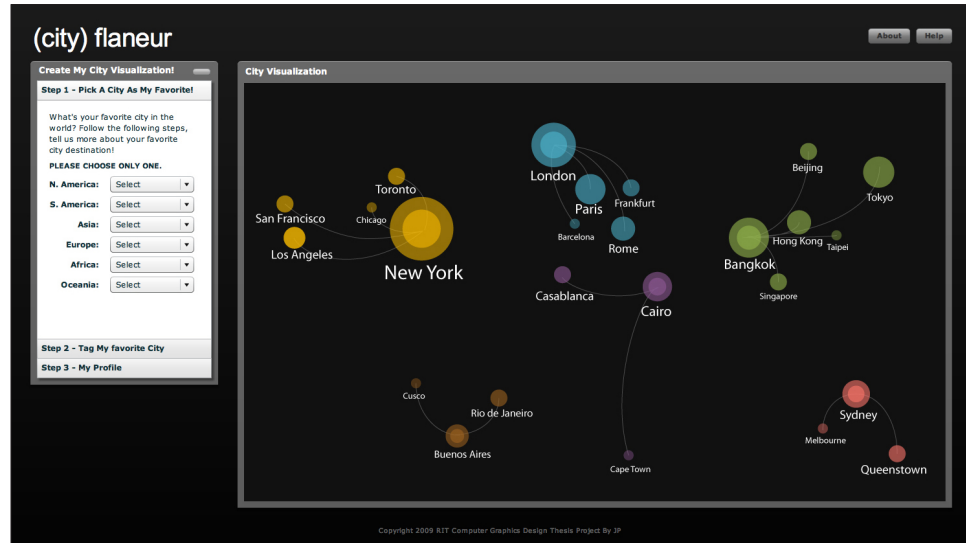 (city) flaneur
About
Help
Create My City Visualization!
Step 1 - Pick A City As My Favorite!
What's your favorite city in the
world? Follow the following steps,
tell us more about your favorite
city destination!
PLEASE CHOOSE ONLY ONE.
N. America: Select
S. America: Select
Asia: Select
Europe: Select
Africa: Select
Oceania: Select
Step 2 - Tag My favorite City
Step 3 - My Profile
City Visualization
Toronto
San Francisco
Chicago
Los Angeles
New York
London
Paris
Frankfurt
Barcelona
Rome
Beijing
Tokyo
Hong Kong
Taipei
Bangkok
Singapore
Casablanca
Cairo
Cusco
Rio de Janeiro
Buenos Aires
Cape Town
Sydney
Melbourne
Queenstown
Copyright 2009 RIT Computer Graphics Design Thesis Project By JP